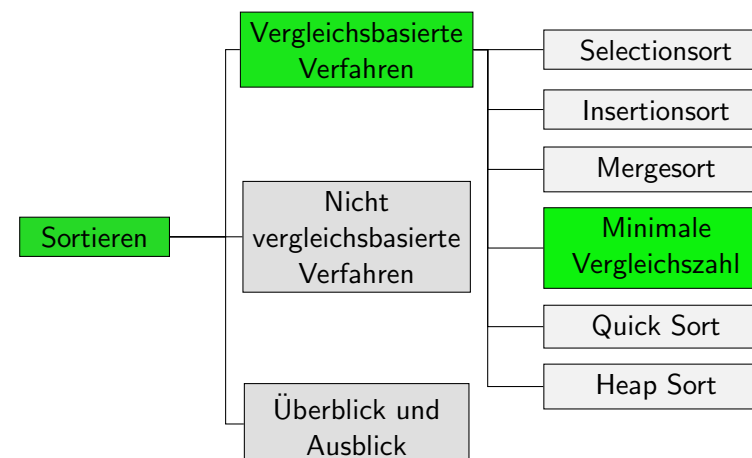 Sortieren
Vergleichsbasierte
Verfahren
Nicht
vergleichsbasierte
Verfahren
Überblick und
Ausblick
Selectionsort
Insertionsort
Mergesort
Minimale
Vergleichszahl
Quick Sort
Heap Sort